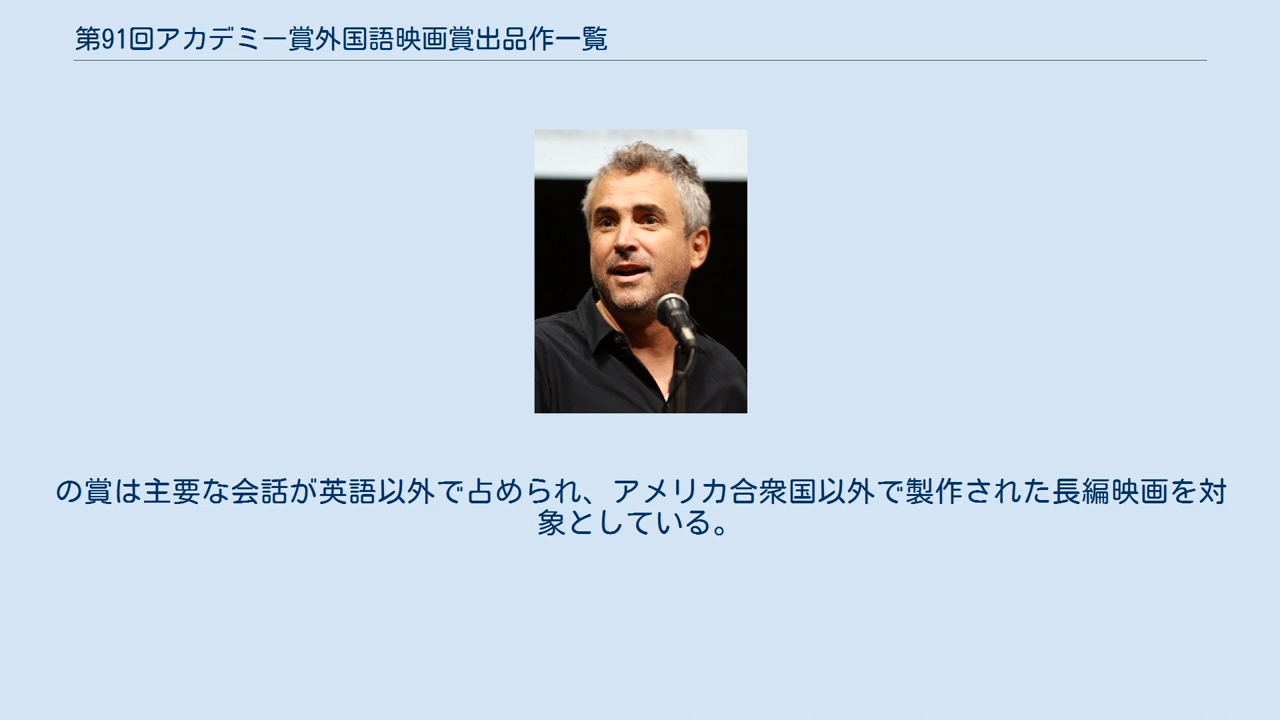 第91回アカデミー賞外国語映画賞出品作一覧
の賞は主要な会話が英語以外で占められ、アメリカ合衆国以外で製作された長編映画を対
象としている。